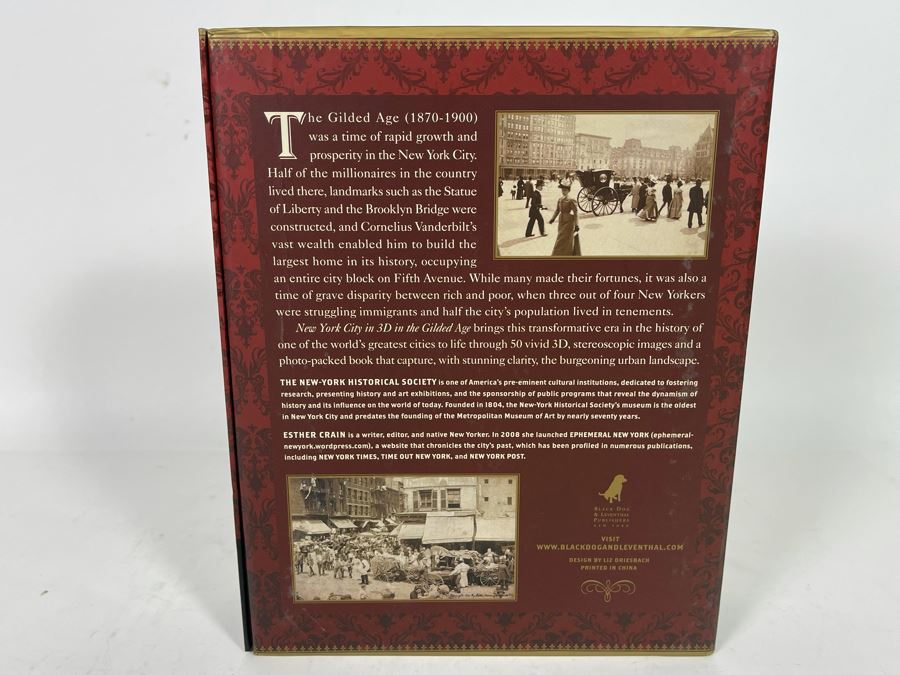 The Gilded Age (1870-1900)
was a time of rapid growth and
prosperity in the New York City.
Half of the millionaires in the country
lived there, landmarks such as the Statue
of Liberty and the Brooklyn Bridge were
constructed, and Cornelius Vanderbilt's
vast wealth enabled him to build the
largest home in its history, occupying
an entire city block on Fifth Avenue. While many made their fortunes, it was also a
time of grave disparity between rich and poor, when three out of four New Yorkers
were struggling immigrants and half the city's population lived in tenements.
New York City in 3D in the Gilded Age brings this transformative era in the history of
one of the world's greatest cities to life through 50 vivid 3D, stereoscopic images and a
photo-packed book that capture, with stunning clarity, the burgeoning urban landscape.
THE NEW-YORK HISTORICAL SOCIETY is one of America's pre-eminent cultural institutions, dedicated to fostering
research, presenting history and art exhibitions, and the sponsorship of public programs that reveal the dynamism of
history and its influence on the world of today. Founded in 1804, the New-York Historical Society's museum is the oldest
in New York City and predates the founding of the Metropolitan Museum of Art by nearly seventy years.
ESTHER CRAIN is a writer, editor, and native New Yorker. In 2008 she launched EPHEMERAL NEW YORK (ephemeral-
newyork.wordpress.com), a website that chronicles the city's past, which has been profiled in numerous publications,
including NEW YORK TIMES, TIME OUT NEW YORK, and NEW YORK POST.
BLACK DOG
& LEVENTHAL
PUBLISHERS
NEW YORK
VISIT
WWW.BLACKDOGANDLEVENTHAL.COM
DESIGN BY LIZ DRIESBACH
PRINTED IN CHINA